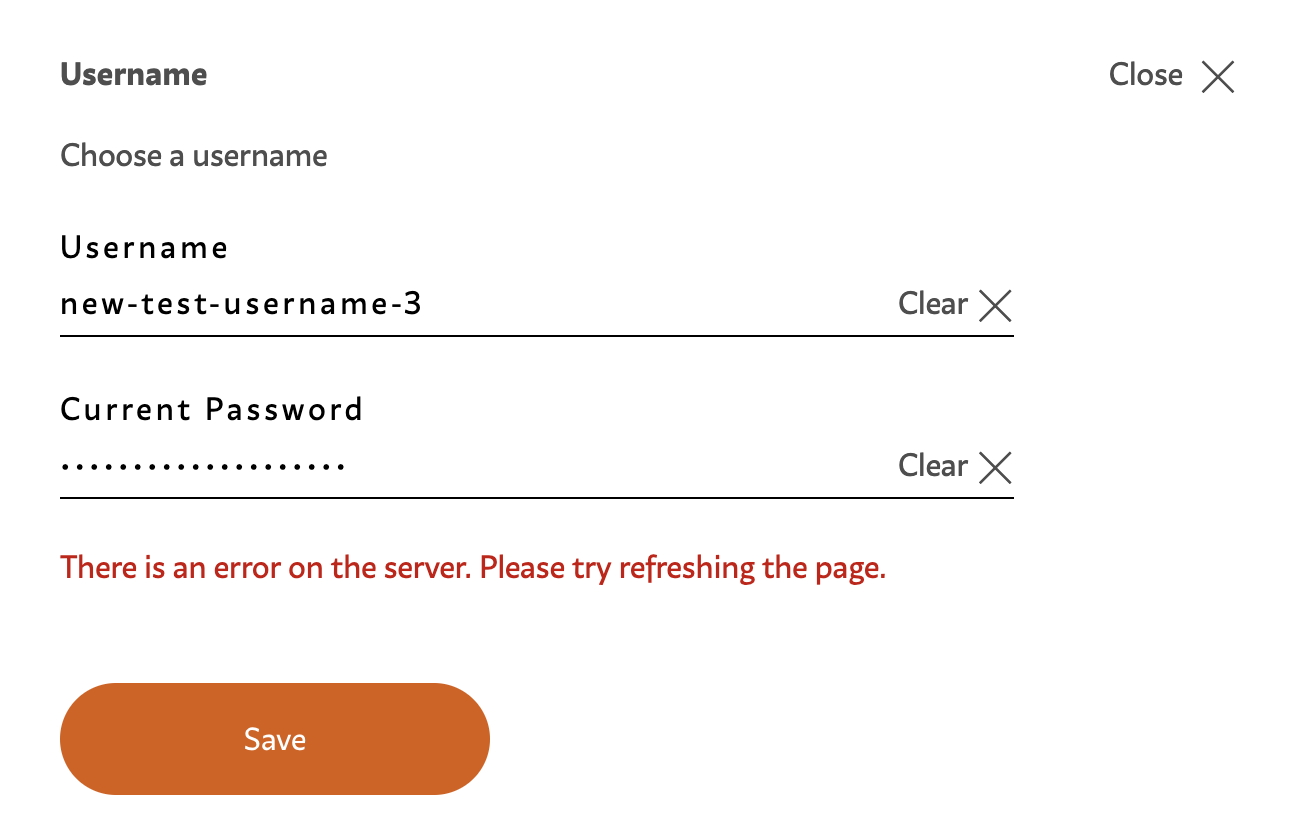 Username
Close
Choose a username
Username
new-test-username-3
Clear
Current Password
••••••••••••••••••••
Clear
There is an error on the server. Please try refreshing the page.
Save